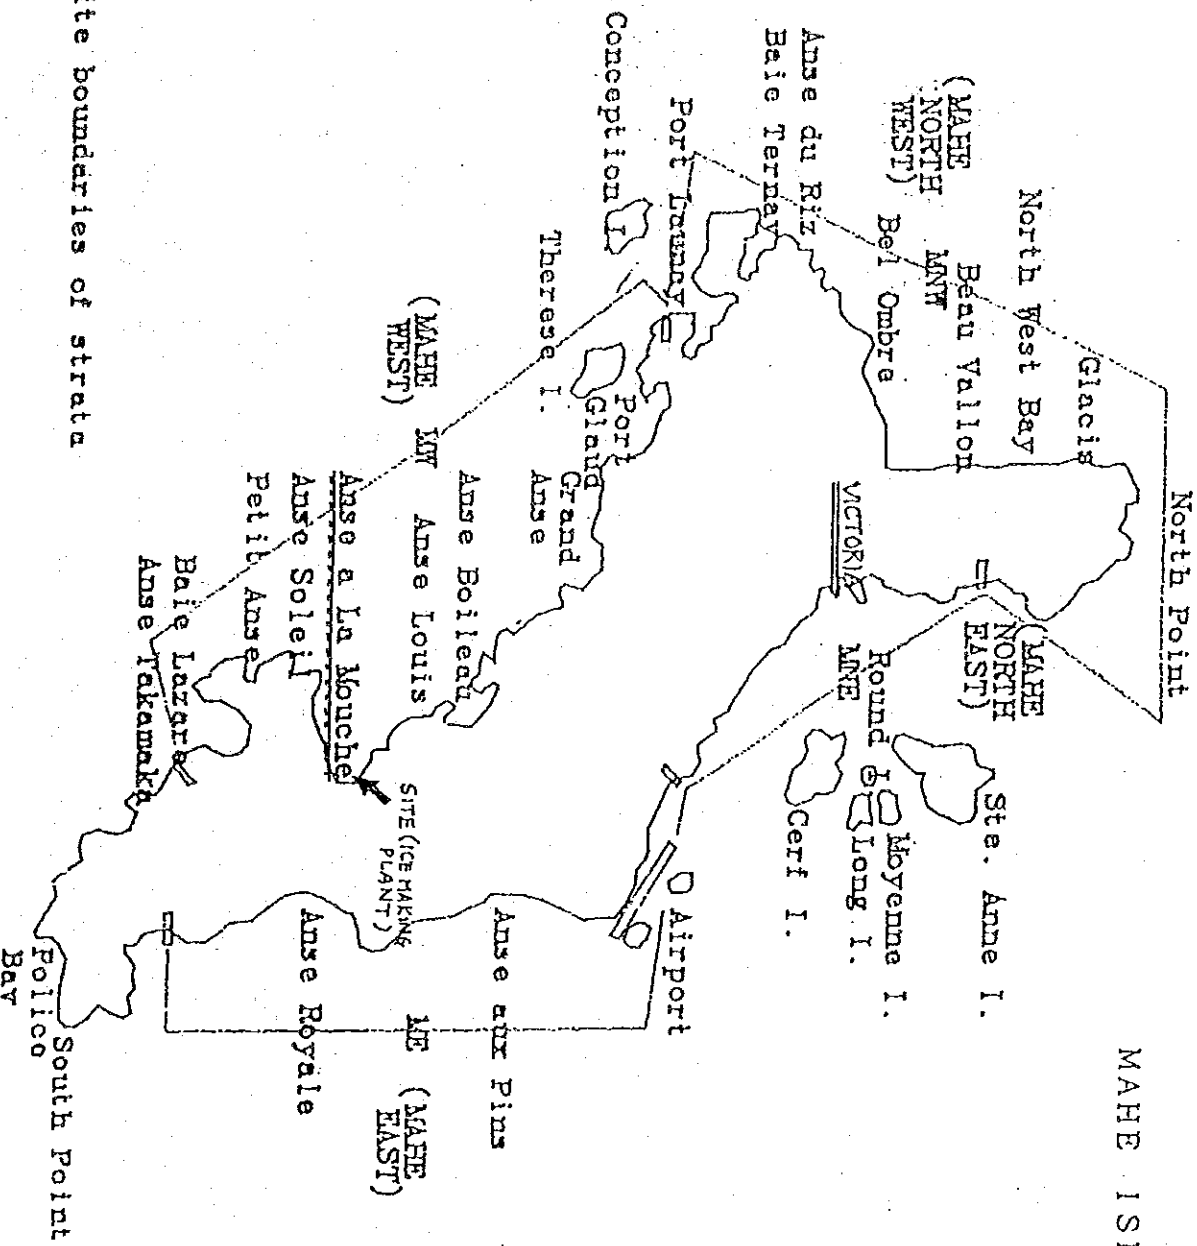 MAHE ISL
North Point
Glacis
North West Bay
Beau Vallon
(MAHE
NORTH
WEST)
MNW
Bel Ombre
Anse du Riz
Baie Ternay
Port Launay
Conception I.
Therese I.
Port
Glaud
Grand
Anse
(MAHE
WEST)
MW
Anse Boileau
Anse Louis
Anse a La Mouche
Anse Soleil
Petit Anse
Baie Lazare
Anse Takamaka
VICTORIA
(MAHE
NORTH
EAST)
MNE
Ste. Anne I.
Round I.
Moyenne I.
Long I.
Cerf I.
Airport
SITE (ICE MAKING
PLANT)
Anse aux Pins
ME (MAHE
EAST)
Anse Royale
South Point
Police
Bay
ite boundaries of strata